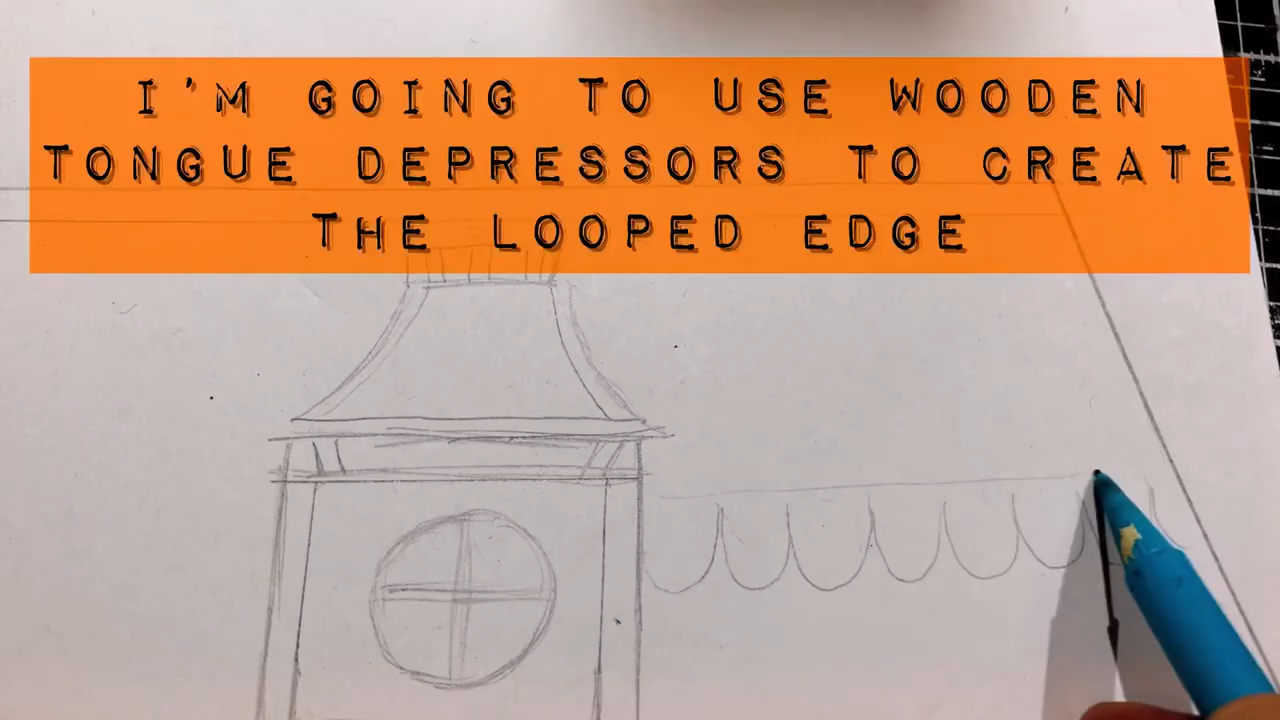 I'M GOING TO USE WOODEN
TONGUE DEPRESSORS TO CREATE
THE LOOPED EDGE